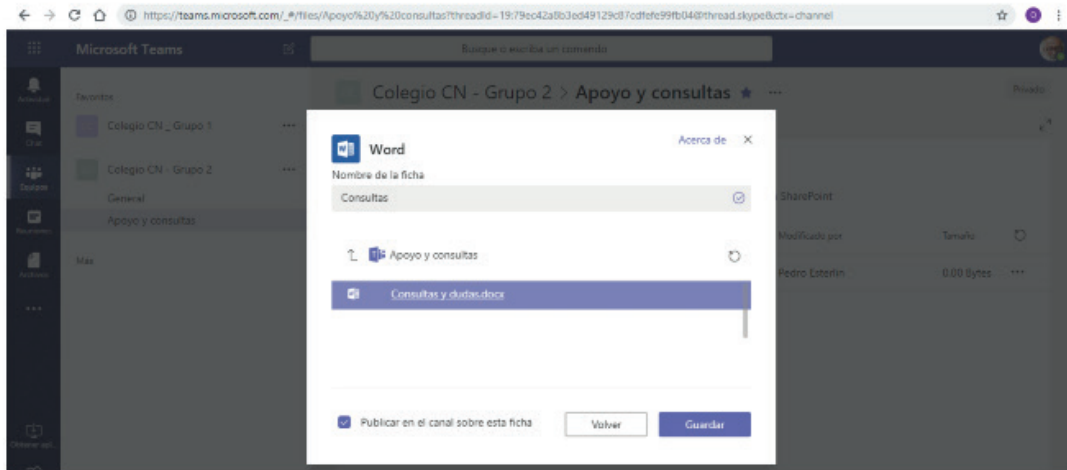 https://teams.microsoft.com/_#/files/Apoyo%20y%20consultas?threadId=19:79ec42a8b3ed49129c87cdfefe99fb04@thread.skype&ctx=channel
Microsoft Teams
Busque o escriba un comando
Favoritos
Colegio CN - Grupo 2 > Apoyo y consultas
Privado
Actividad
Colegio CN _ Grupo 1
Chat
Colegio CN - Grupo 2
Equipos
General
Apoyo y consultas
Reuniones
Más
Archivos
Word
Acerca de
Nombre de la ficha
Consultas
SharePoint
Apoyo y consultas
Modificado por
Tamaño
Consultas y dudas.docx
Pedro Esterlin
0.00 Bytes
Publicar en el canal sobre esta ficha
Volver
Guardar